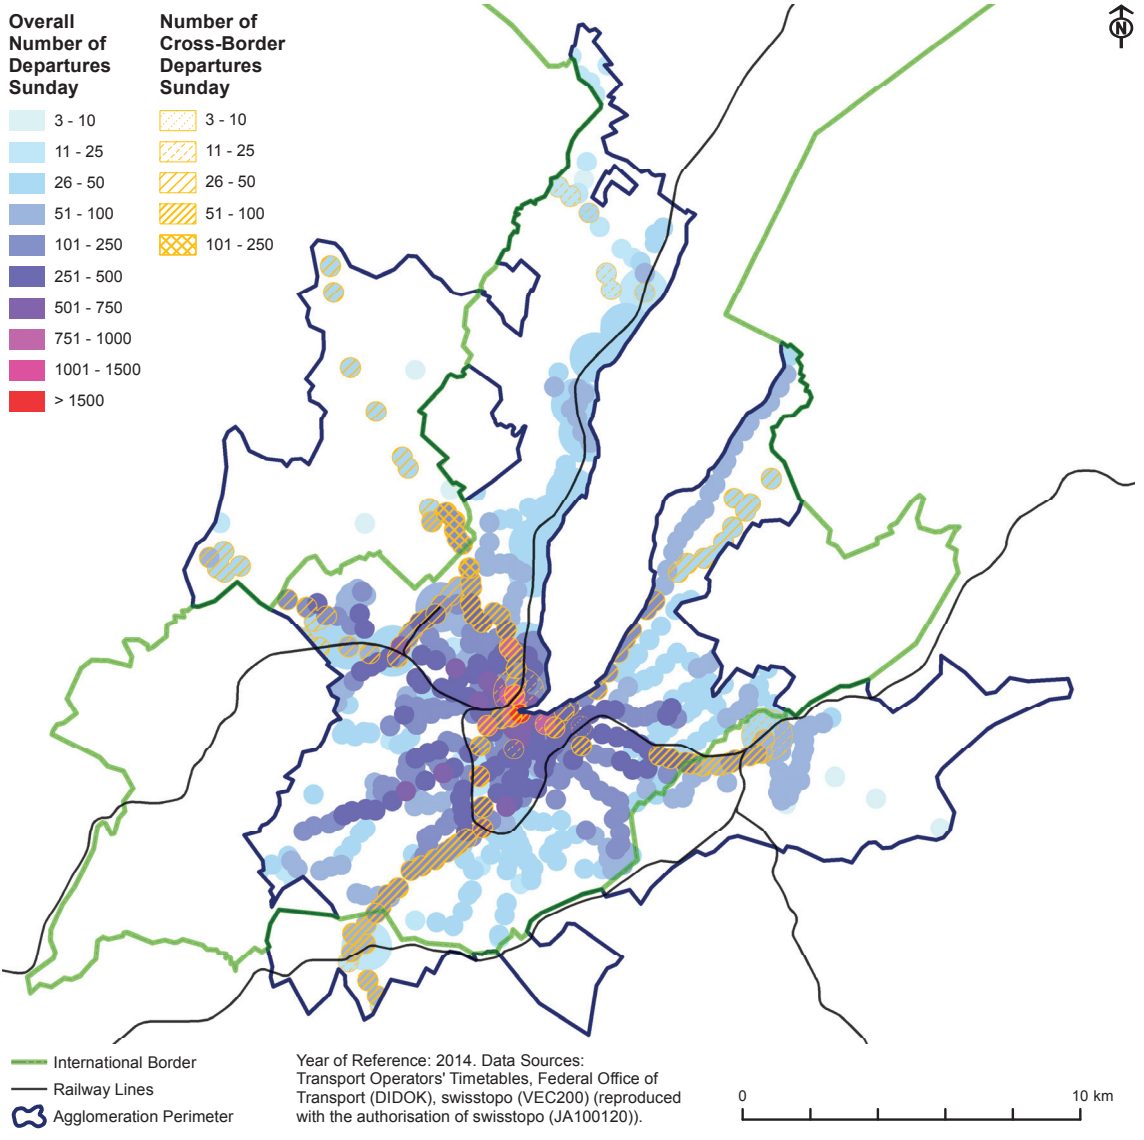 Overall
Number of
Departures
Sunday
3 - 10
11 - 25
26 - 50
51 - 100
101 - 250
251 - 500
501 - 750
751 - 1000
1001 - 1500
> 1500
Number of
Cross-Border
Departures
Sunday
3 - 10
11 - 25
26 - 50
51 - 100
101 - 250
N
International Border
Railway Lines
Agglomeration Perimeter
Year of Reference: 2014. Data Sources:
Transport Operators' Timetables, Federal Office of
Transport (DIDOK), swisstopo (VEC200) (reproduced
with the authorisation of swisstopo (JA100120)).
0
10 km